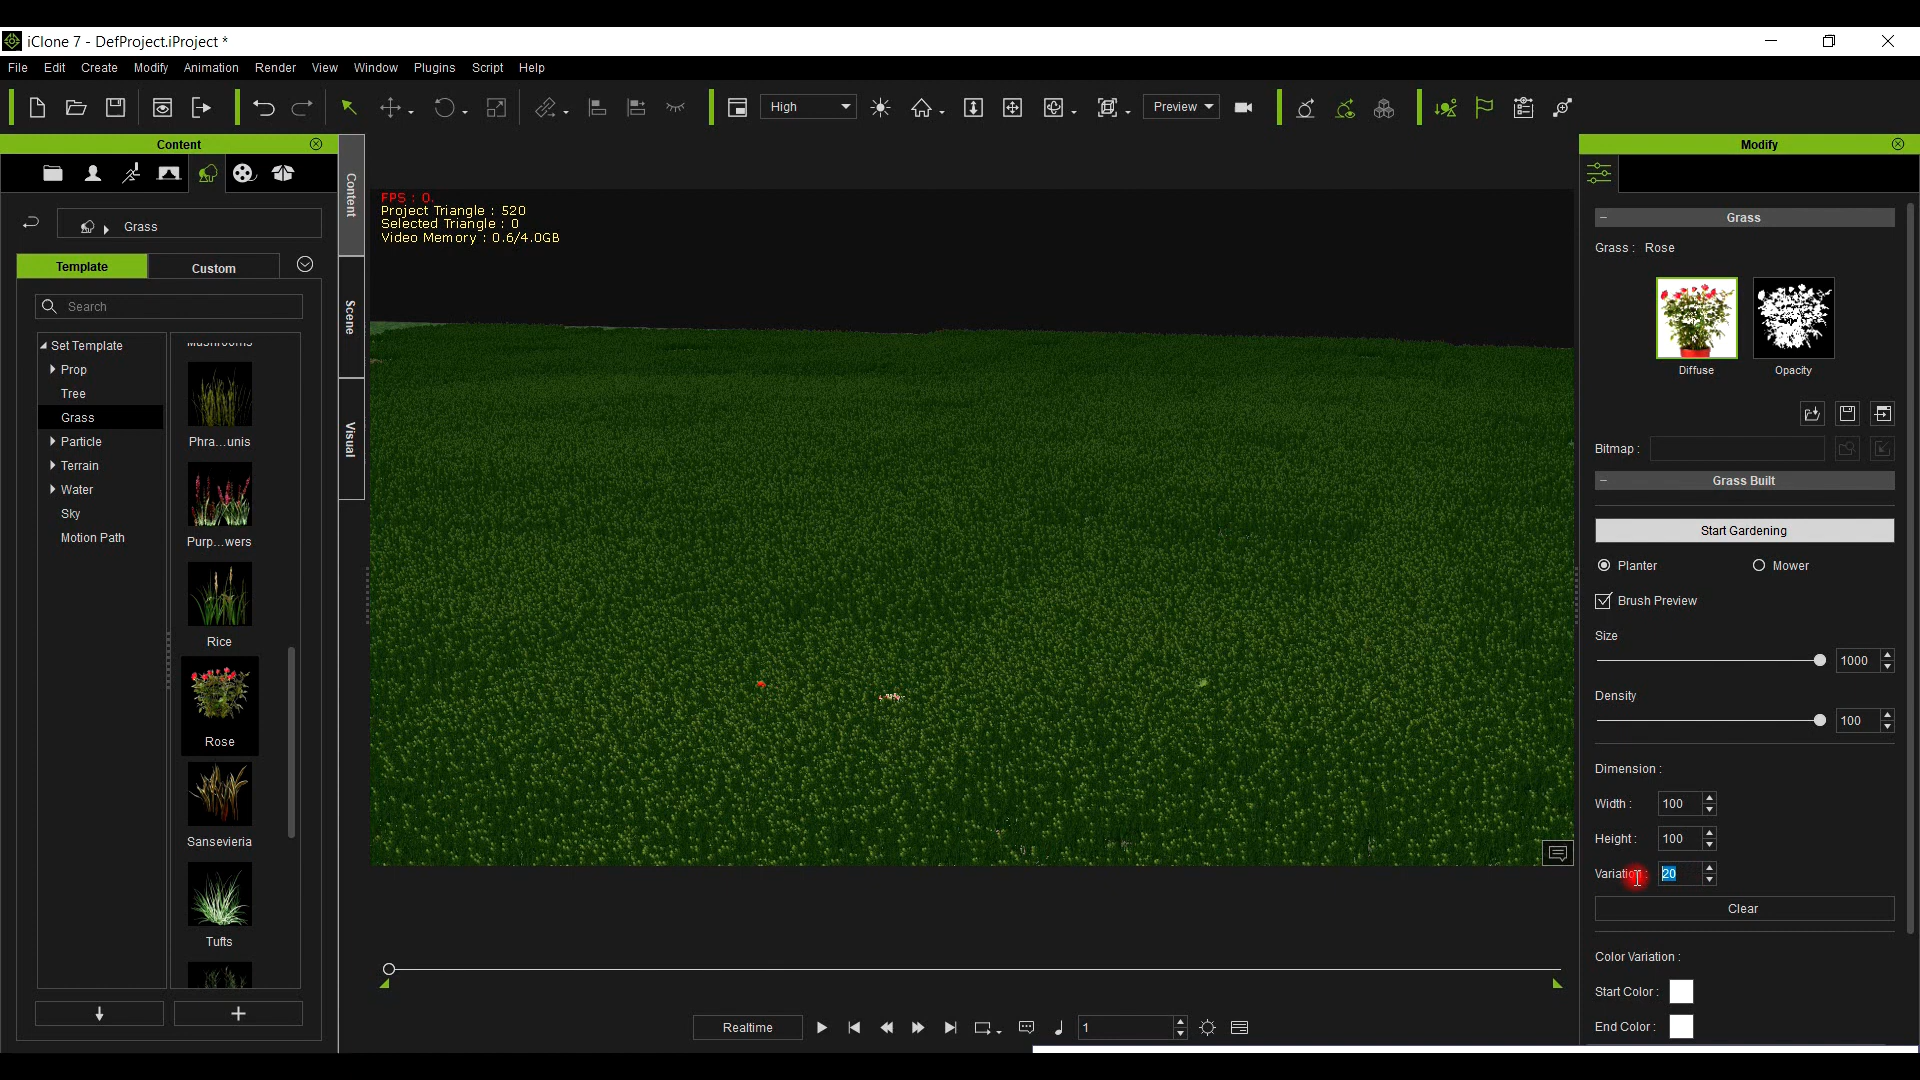 iClone 7 - DefProject.iProject *
File Edit Create Modify Animation Render View Window Plugins Script Help
High
Preview
Content
Modify
Content
Scene
Visual
Grass
Template
Custom
Search
Set Template
Prop
Tree
Grass
Particle
Terrain
Water
Sky
Motion Path
Mushrooms
Phra...unis
Purp...wers
Rice
Rose
Sansevieria
Tufts
FPS : 0.
Project Triangle : 520
Selected Triangle : 0
Video Memory : 0.6/4.0GB
Realtime
1
Grass
Grass : Rose
Diffuse
Opacity
Bitmap :
Grass Built
Start Gardening
Planter
Mower
Brush Preview
Size
1000
Density
100
Dimension :
Width : 100
Height : 100
Variation : 20
Clear
Color Variation :
Start Color :
End Color :